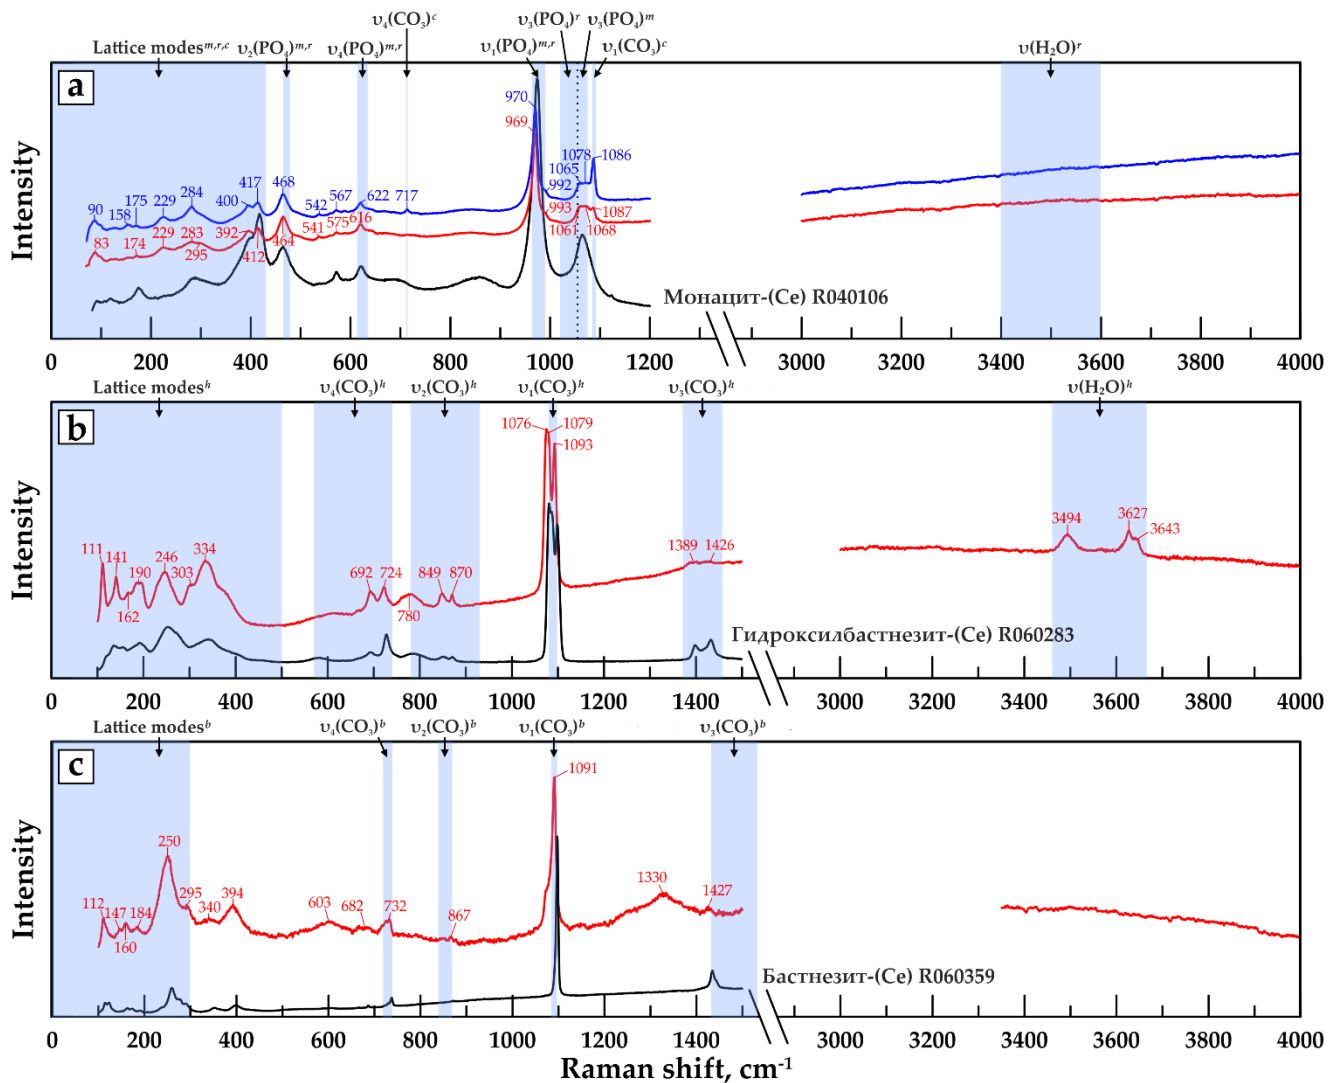 υ₄(CO₃)ᶜ υ₃(PO₄)ʳ υ₃(PO₄)ᵐ
Lattice modesᵐ,ʳ,ᶜ υ₂(PO₄)ᵐ,ʳ υ₄(PO₄)ᵐ,ʳ υ₁(PO₄)ᵐ,ʳ υ₁(CO₃)ᶜ υ(H₂O)ʳ
a
Intensity
90 158 175 229 284 400 417 468 542 567 622 717 970 992 1065 1078 1086
83 174 229 283 295 392 412 464 541 575 616 969 993 1061 1068 1087
Монацит-(Ce) R040106
0 200 400 600 800 1000 1200 3000 3200 3400 3600 3800 4000
Lattice modesʰ υ₄(CO₃)ʰ υ₂(CO₃)ʰ υ₁(CO₃)ʰ υ₃(CO₃)ʰ υ(H₂O)ʰ
b
Intensity
111 141 162 190 246 303 334 692 724 780 849 870 1076 1079 1093 1389 1426 3494 3627 3643
Гидроксилбастнезит-(Ce) R060283
0 200 400 600 800 1000 1200 1400 3000 3200 3400 3600 3800 4000
Lattice modesᵇ υ₄(CO₃)ᵇ υ₂(CO₃)ᵇ υ₁(CO₃)ᵇ υ₃(CO₃)ᵇ
c
Intensity
112 147 160 184 250 295 340 394 603 682 732 867 1091 1330 1427
Бастнезит-(Ce) R060359
0 200 400 600 800 1000 1200 1400 3000 3200 3400 3600 3800 4000
Raman shift, cm⁻¹